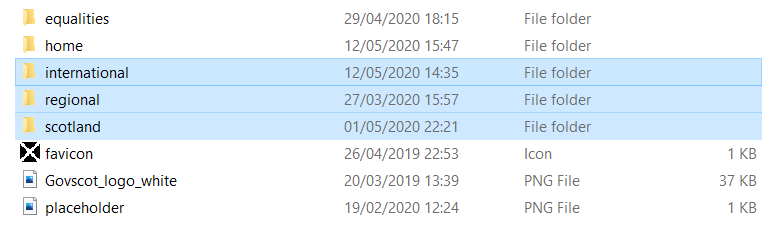 equalities 29/04/2020 18:15 File folder
home 12/05/2020 15:47 File folder
international 12/05/2020 14:35 File folder
regional 27/03/2020 15:57 File folder
scotland 01/05/2020 22:21 File folder
favicon 26/04/2019 22:53 Icon 1 KB
Govscot_logo_white 20/03/2019 13:39 PNG File 37 KB
placeholder 19/02/2020 12:24 PNG File 1 KB